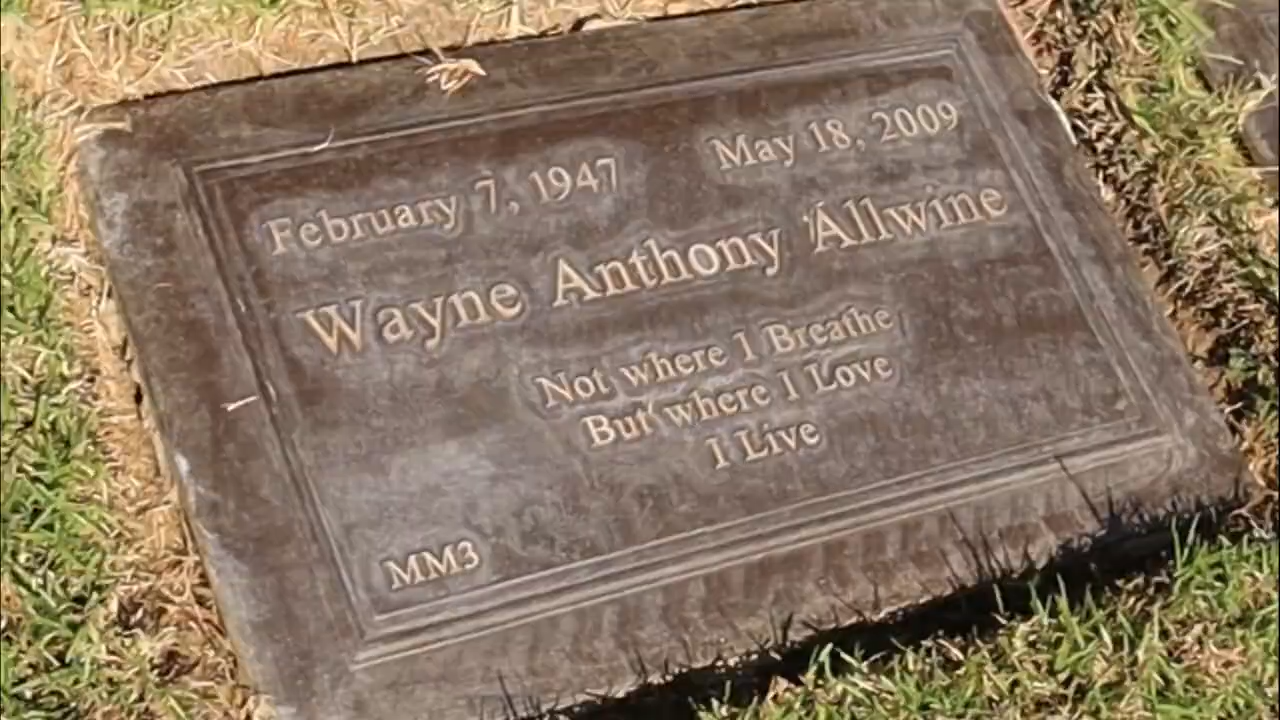 February 7, 1947 May 18, 2009
Wayne Anthony Allwine
Not where I Breathe
But where I Love
I Live
MM3